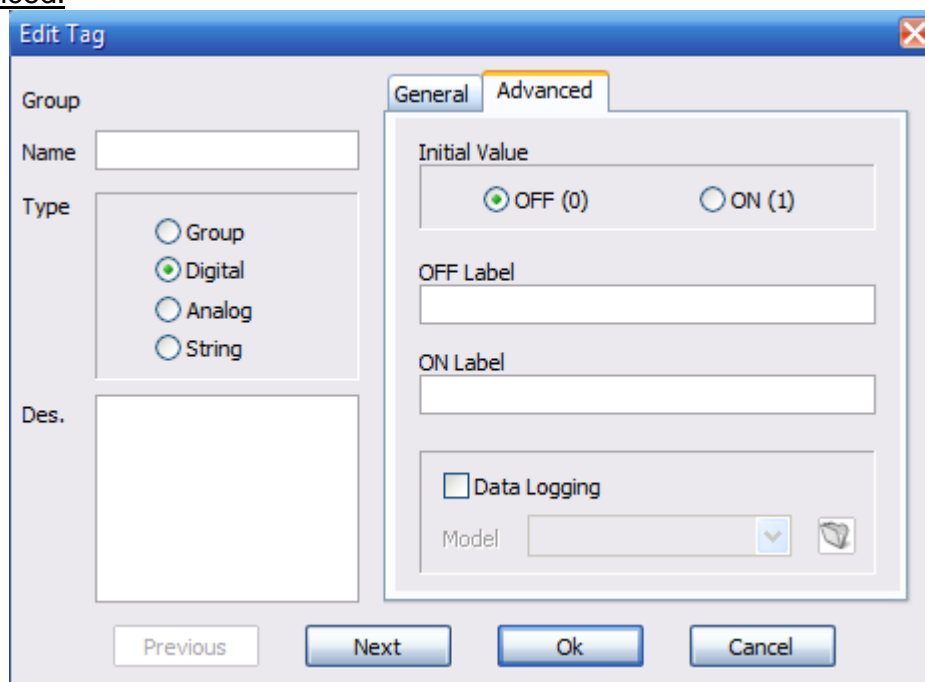 Edit Tag
Group
Name
Type
Group
Digital
Analog
String
Des.
General Advanced
Initial Value
OFF (0) ON (1)
OFF Label
ON Label
Data Logging
Model
Previous Next Ok Cancel